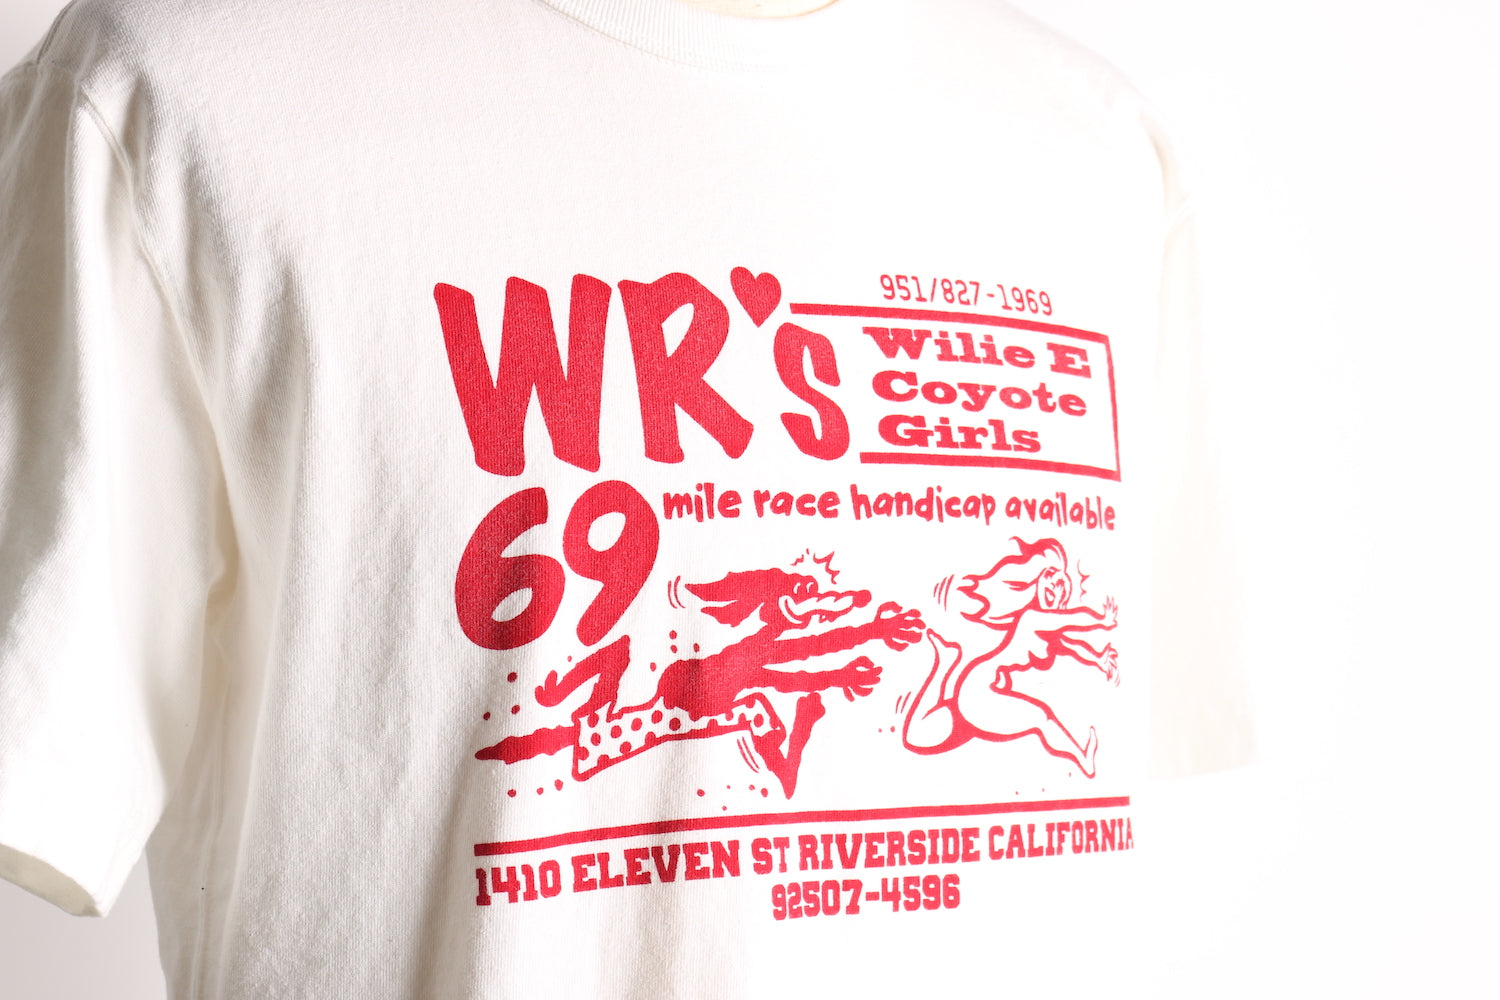 WR's
951/827-1969
Wilie E
Coyote
Girls
69 mile race handicap available
1410 ELEVEN ST RIVERSIDE CALIFORNIA
92507-4596